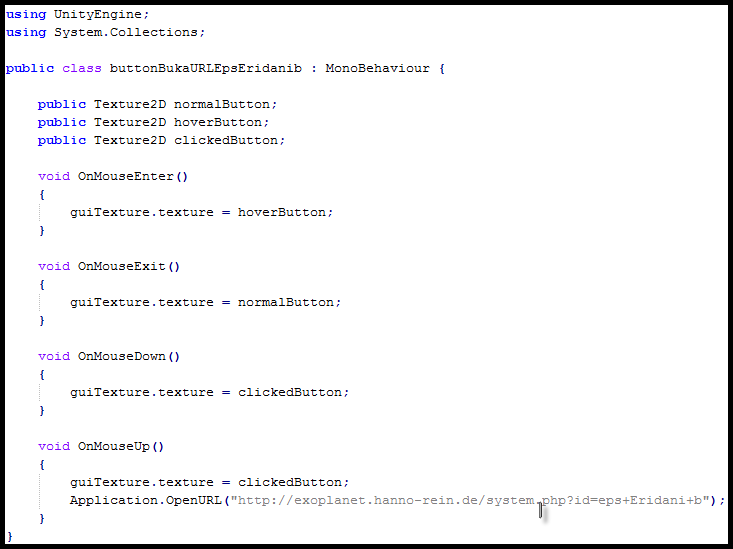 using UnityEngine;
using System.Collections;
public class buttonBukaURLEpsEridanib : MonoBehaviour {
public Texture2D normalButton;
public Texture2D hoverButton;
public Texture2D clickedButton;
void OnMouseEnter()
{
guiTexture.texture = hoverButton;
}
void OnMouseExit()
{
guiTexture.texture = normalButton;
}
void OnMouseDown()
{
guiTexture.texture = clickedButton;
}
void OnMouseUp()
{
guiTexture.texture = clickedButton;
Application.OpenURL("http://exoplanet.hanno-rein.de/system.php?id=eps+Eridani+b");
}
}